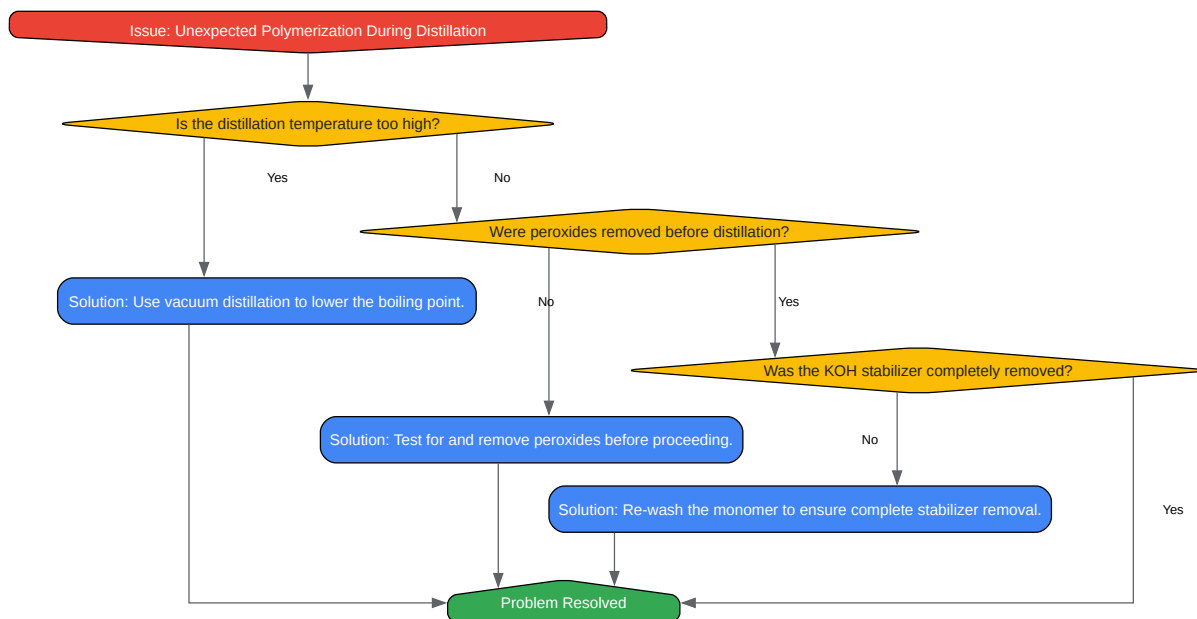 Issue: Unexpected Polymerization During Distillation
Is the distillation temperature too high?
Yes
No
Were peroxides removed before distillation?
Solution: Use vacuum distillation to lower the boiling point.
No
Yes
Was the KOH stabilizer completely removed?
Solution: Test for and remove peroxides before proceeding.
No
Solution: Re-wash the monomer to ensure complete stabilizer removal.
Yes
Problem Resolved